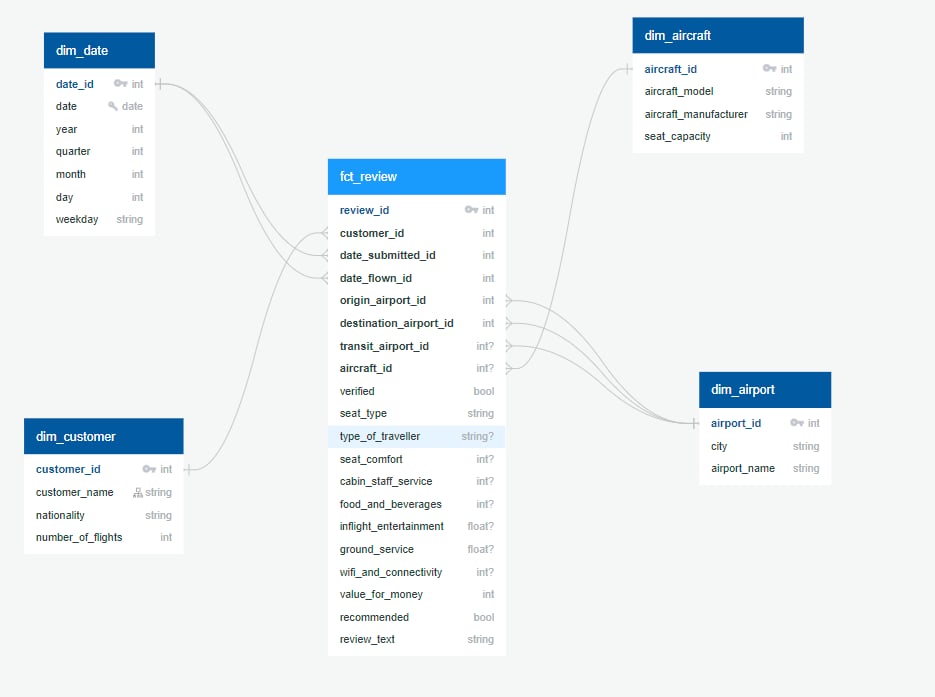 dim_date
date_id int
date date
year int
quarter int
month int
day int
weekday string
dim_customer
customer_id int
customer_name string
nationality string
number_of_flights int
fct_review
review_id int
customer_id int
date_submitted_id int
date_flown_id int
origin_airport_id int
destination_airport_id int
transit_airport_id int?
aircraft_id int?
verified bool
seat_type string
type_of_traveller string?
seat_comfort int?
cabin_staff_service int?
food_and_beverages int?
inflight_entertainment float?
ground_service float?
wifi_and_connectivity int?
value_for_money int
recommended bool
review_text string
dim_aircraft
aircraft_id int
aircraft_model string
aircraft_manufacturer string
seat_capacity int
dim_airport
airport_id int
city string
airport_name string